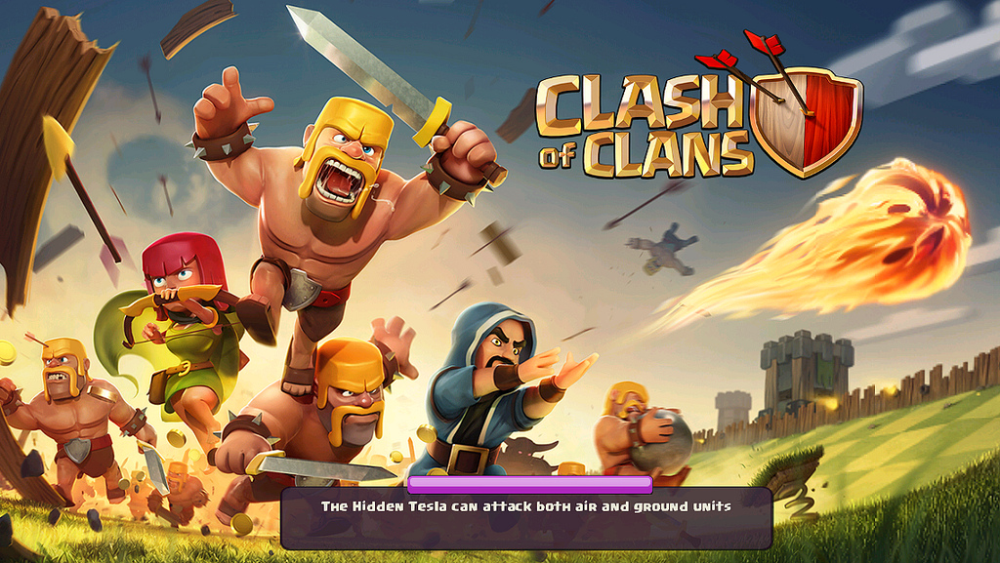 CLASH
OF CLANS
The Hidden Tesla can attack both air and ground units